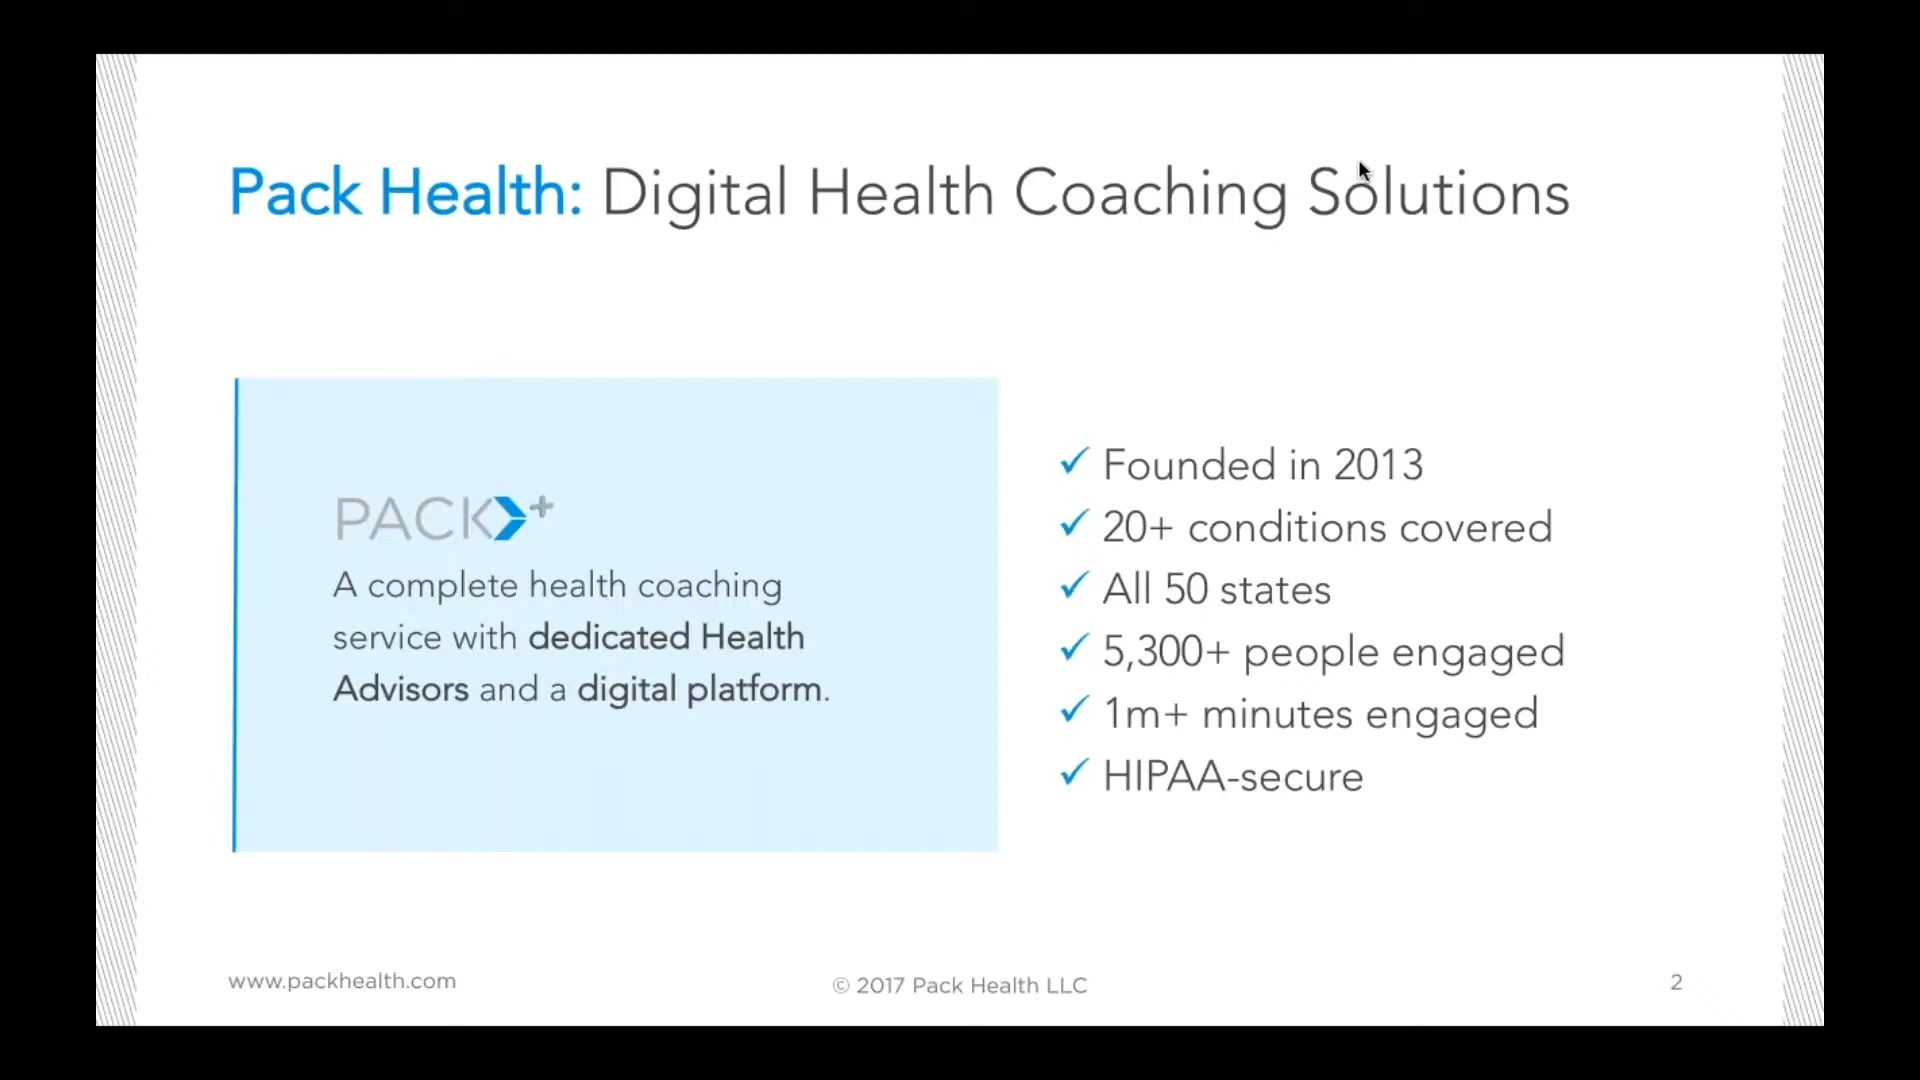 Pack Health: Digital Health Coaching Solutions
PACK+
A complete health coaching
service with dedicated Health
Advisors and a digital platform.
✓ Founded in 2013
✓ 20+ conditions covered
✓ All 50 states
✓ 5,300+ people engaged
✓ 1m+ minutes engaged
✓ HIPAA-secure
www.packhealth.com
© 2017 Pack Health LLC
2